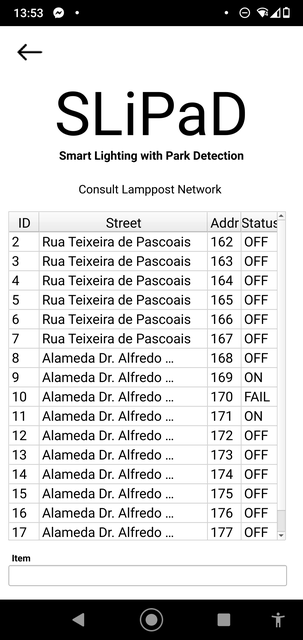 13:53
SLiPaD
Smart Lighting with Park Detection
Consult Lamppost Network
ID Street Addr Status
2 Rua Teixeira de Pascoais 162 OFF
3 Rua Teixeira de Pascoais 163 OFF
4 Rua Teixeira de Pascoais 164 OFF
5 Rua Teixeira de Pascoais 165 OFF
6 Rua Teixeira de Pascoais 166 OFF
7 Rua Teixeira de Pascoais 167 OFF
8 Alameda Dr. Alfredo ... 168 OFF
9 Alameda Dr. Alfredo ... 169 ON
10 Alameda Dr. Alfredo ... 170 FAIL
11 Alameda Dr. Alfredo ... 171 ON
12 Alameda Dr. Alfredo ... 172 OFF
13 Alameda Dr. Alfredo ... 173 OFF
14 Alameda Dr. Alfredo ... 174 OFF
15 Alameda Dr. Alfredo ... 175 OFF
16 Alameda Dr. Alfredo ... 176 OFF
17 Alameda Dr. Alfredo ... 177 OFF
Item